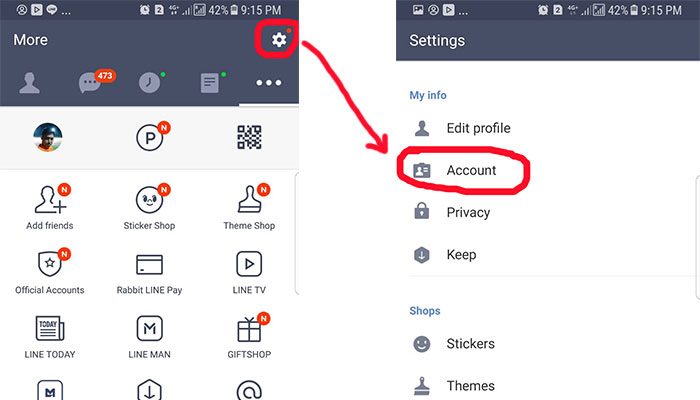 ... 2 4G+ 42% 9:15 PM
More
473
P N
N N N
Add friends Sticker Shop Theme Shop
N
Official Accounts Rabbit LINE Pay LINE TV
TODAY M N
LINE TODAY LINE MAN GIFTSHOP
M @
... 2 4G+ 42% 9:15 PM
Settings
My info
Edit profile
Account
Privacy
Keep
Shops
Stickers
Themes